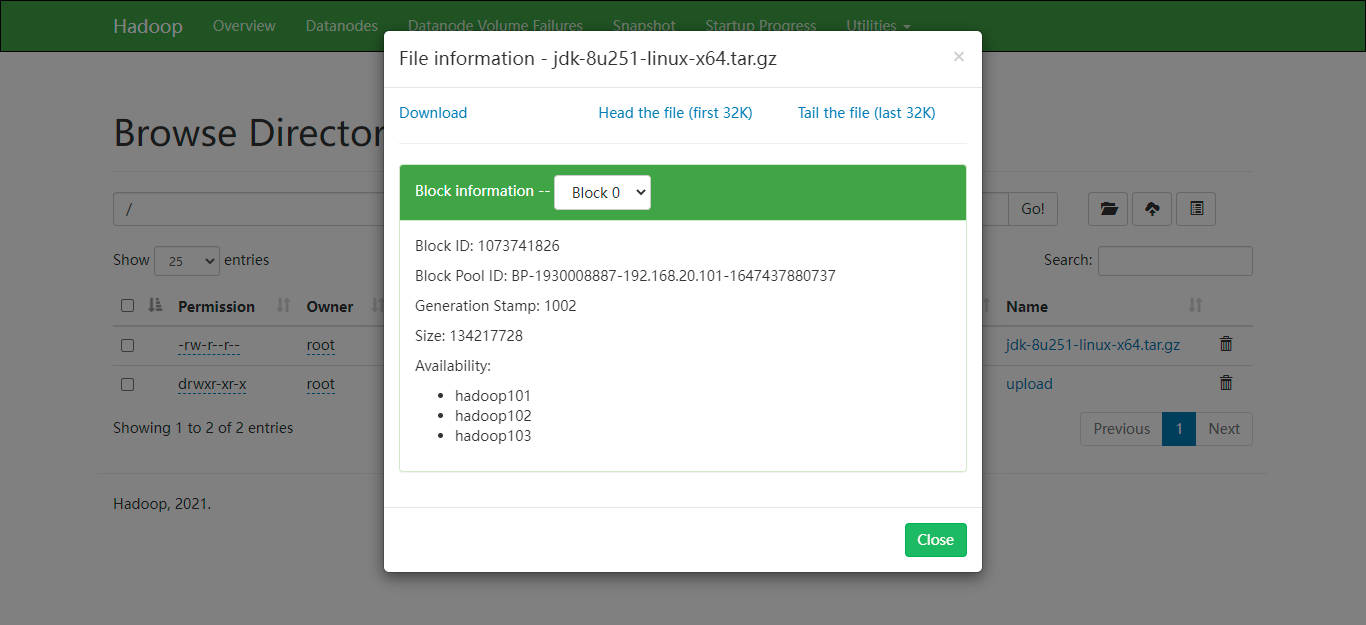 Hadoop Overview Datanodes Datanode Volume Failures Snapshot Startup Progress Utilities
File information - jdk-8u251-linux-x64.tar.gz ×
Download Head the file (first 32K) Tail the file (last 32K)
Browse Director
Block information -- Block 0
/ Go!
Block ID: 1073741826
Show 25 entries Search:
Block Pool ID: BP-1930008887-192.168.20.101-1647437880737
Permission Owner Name
Generation Stamp: 1002
Size: 134217728
-rw-r--r-- root jdk-8u251-linux-x64.tar.gz
Availability:
drwxr-xr-x root upload
hadoop101
hadoop102
hadoop103
Showing 1 to 2 of 2 entries Previous 1 Next
Hadoop, 2021.
Close